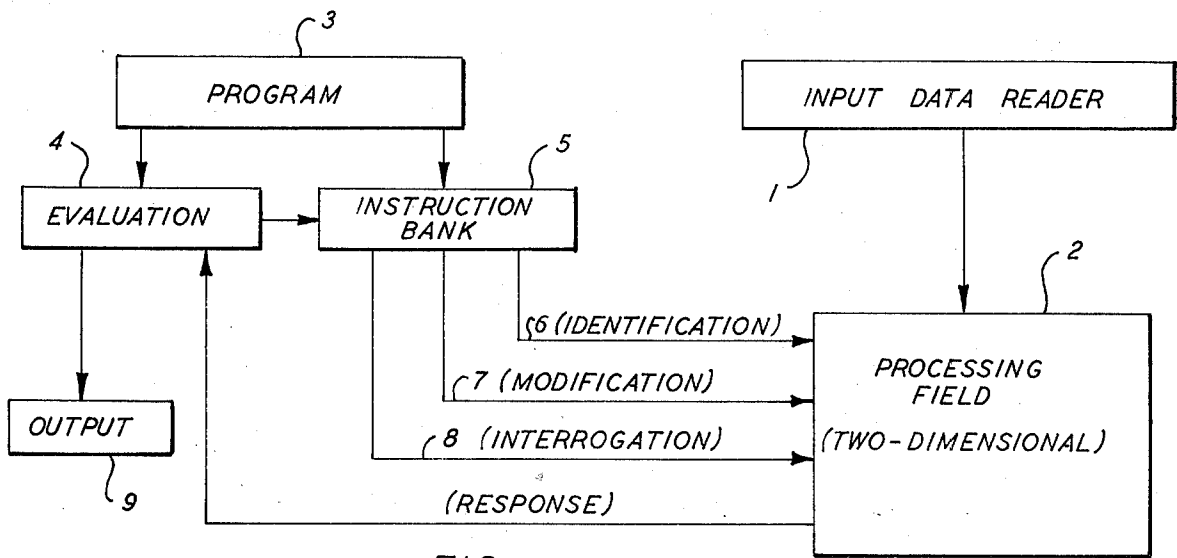 3
PROGRAM
INPUT DATA READER
4
5
1
EVALUATION
INSTRUCTION
BANK
2
6 (IDENTIFICATION)
PROCESSING
FIELD
7 (MODIFICATION)
OUTPUT
8 (INTERROGATION)
(TWO-DIMENSIONAL)
9
(RESPONSE)